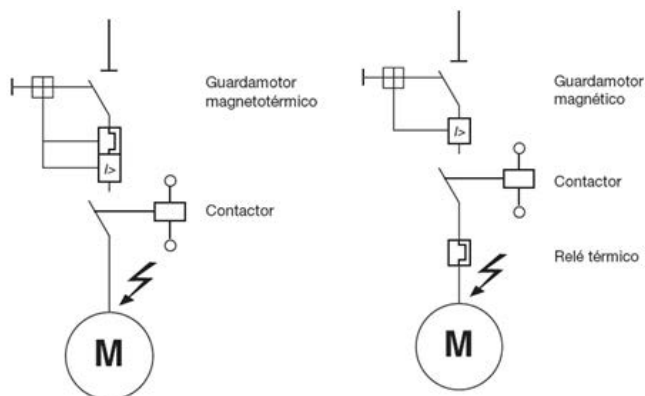 Guardamotor
magnetotérmico
I>
Contactor
M
Guardamotor
magnético
I>
Contactor
Relé térmico
M